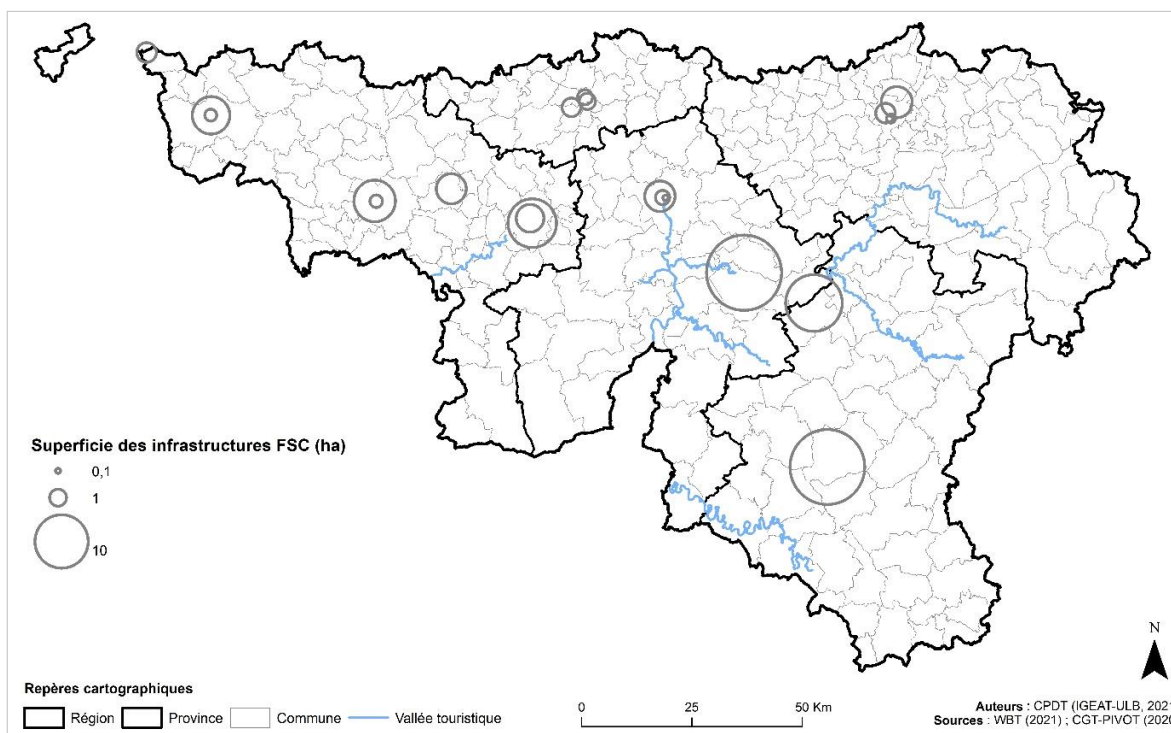 Superficie des infrastructures FSC (ha)
0,1
1
10
N
Repères cartographiques
Région
Province
Commune
Vallée touristique
0
25
50 Km
Auteurs : CPDT (IGEAT-ULB, 202
Sources : WBT (2021) ; CGT-PIVOT (2020